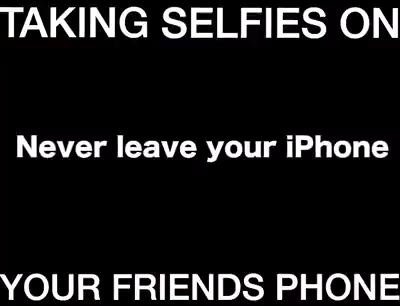 TAKING SELFIES ON
Never leave your iPhone
YOUR FRIENDS PHONE